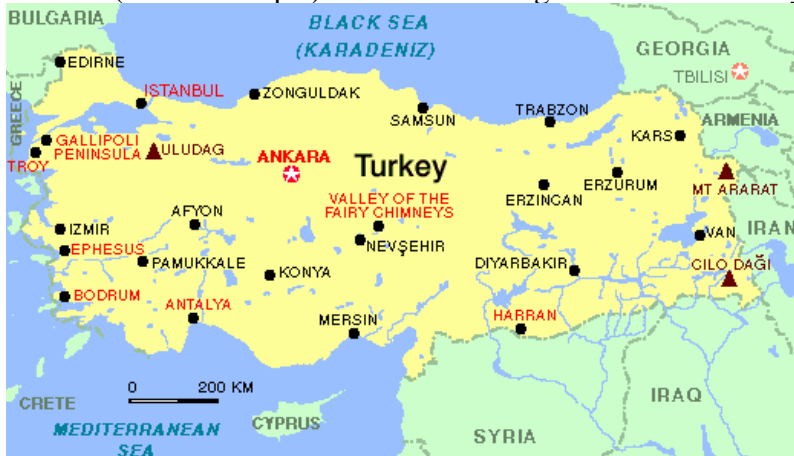 BULGARIA
BLACK SEA
(KARADENIZ)
GEORGIA
TBILISI
EDIRNE
ISTANBUL
ZONGULDAK
SAMSUN
TRABZON
ARMENIA
KARS
GREECE
GALLIPOLI
PENINSULA
ULUDAG
TROY
ANKARA
Turkey
ERZURUM
MT ARARAT
ERZINCAN
VALLEY OF THE
FAIRY CHIMNEYS
AFYON
IZMIR
IRAN
VAN
EPHESUS
NEVŞEHIR
PAMUKKALE
KONYA
DIYARBAKIR
CILO DAĞI
BODRUM
ANTALYA
MERSIN
HARRAN
0 200 KM
CRETE
IRAQ
CYPRUS
MEDITERRANEAN
SEA
SYRIA